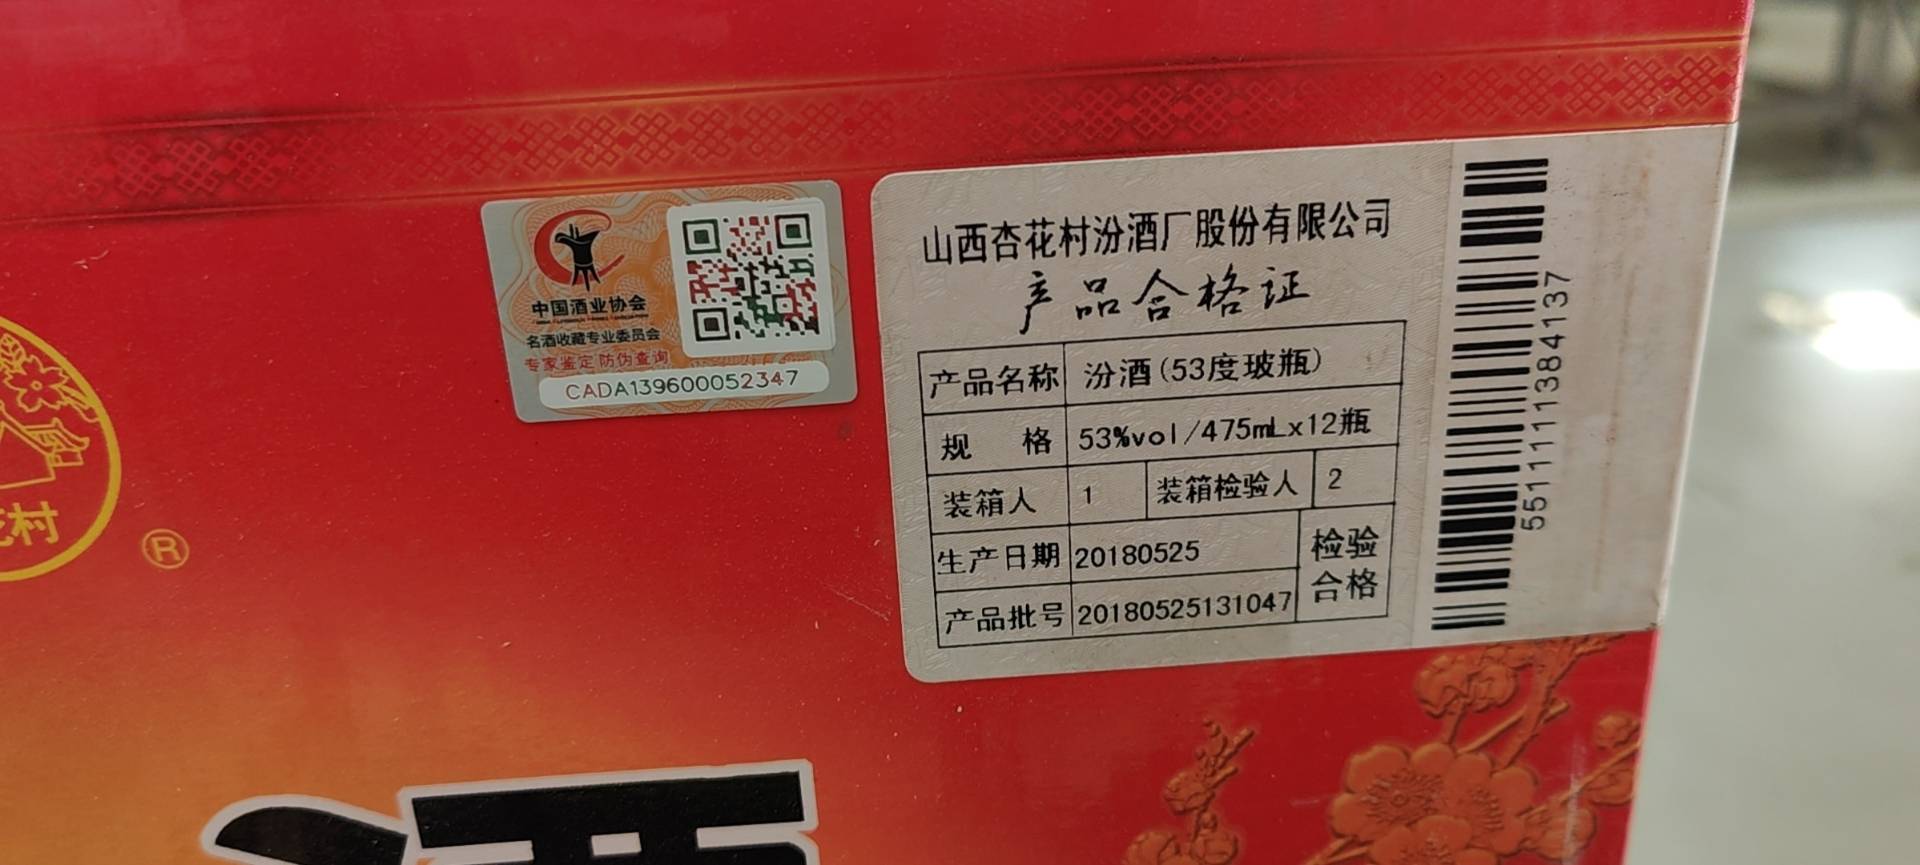 中国酒业协会
名酒收藏专业委员会
专家鉴定 防伪查询
CADA139600052347
山西杏花村汾酒厂股份有限公司
产品合格证
产品名称 汾酒(53度玻瓶)
规 格 53%vol/475mLx12瓶
装箱人 1 装箱检验人 2
生产日期 20180525
产品批号 20180525131047
检验
合格
551111384137
村
®
酒